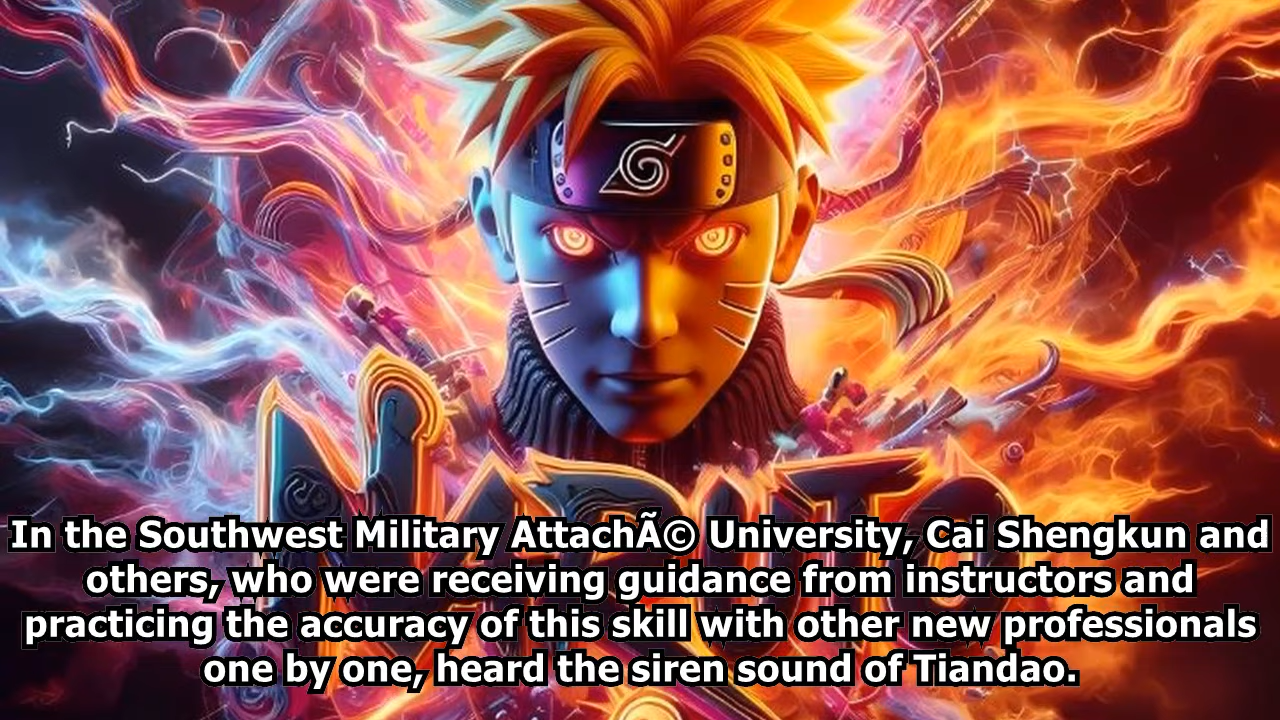 NARUTO
In the Southwest Military AttachÃ© University, Cai Shengkun and
others, who were receiving guidance from instructors and
practicing the accuracy of this skill with other new professionals
one by one, heard the siren sound of Tiandao.